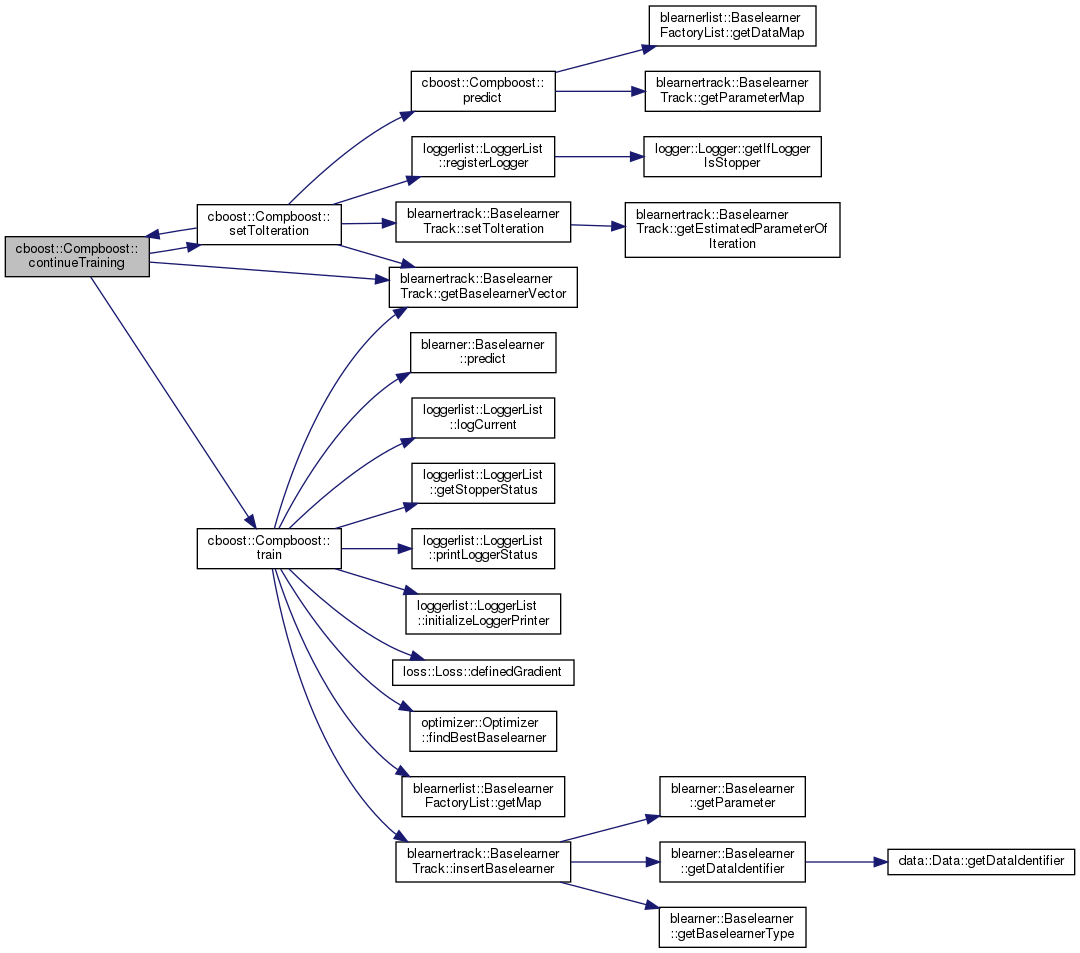 blearnerlist::Baselearner
FactoryList::getDataMap
cboost::Compboost::
predict
blearnertrack::Baselearner
Track::getParameterMap
loggerlist::LoggerList
::registerLogger
logger::Logger::getIfLogger
IsStopper
cboost::Compboost::
setToIteration
blearnertrack::Baselearner
Track::setToIteration
blearnertrack::Baselearner
Track::getEstimatedParameterOf
Iteration
cboost::Compboost::
continueTraining
blearnertrack::Baselearner
Track::getBaselearnerVector
blearner::Baselearner
::predict
loggerlist::LoggerList
::logCurrent
loggerlist::LoggerList
::getStopperStatus
cboost::Compboost::
train
loggerlist::LoggerList
::printLoggerStatus
loggerlist::LoggerList
::initializeLoggerPrinter
loss::Loss::definedGradient
optimizer::Optimizer
::findBestBaselearner
blearnerlist::Baselearner
FactoryList::getMap
blearner::Baselearner
::getParameter
blearnertrack::Baselearner
Track::insertBaselearner
blearner::Baselearner
::getDataIdentifier
data::Data::getDataIdentifier
blearner::Baselearner
::getBaselearnerType